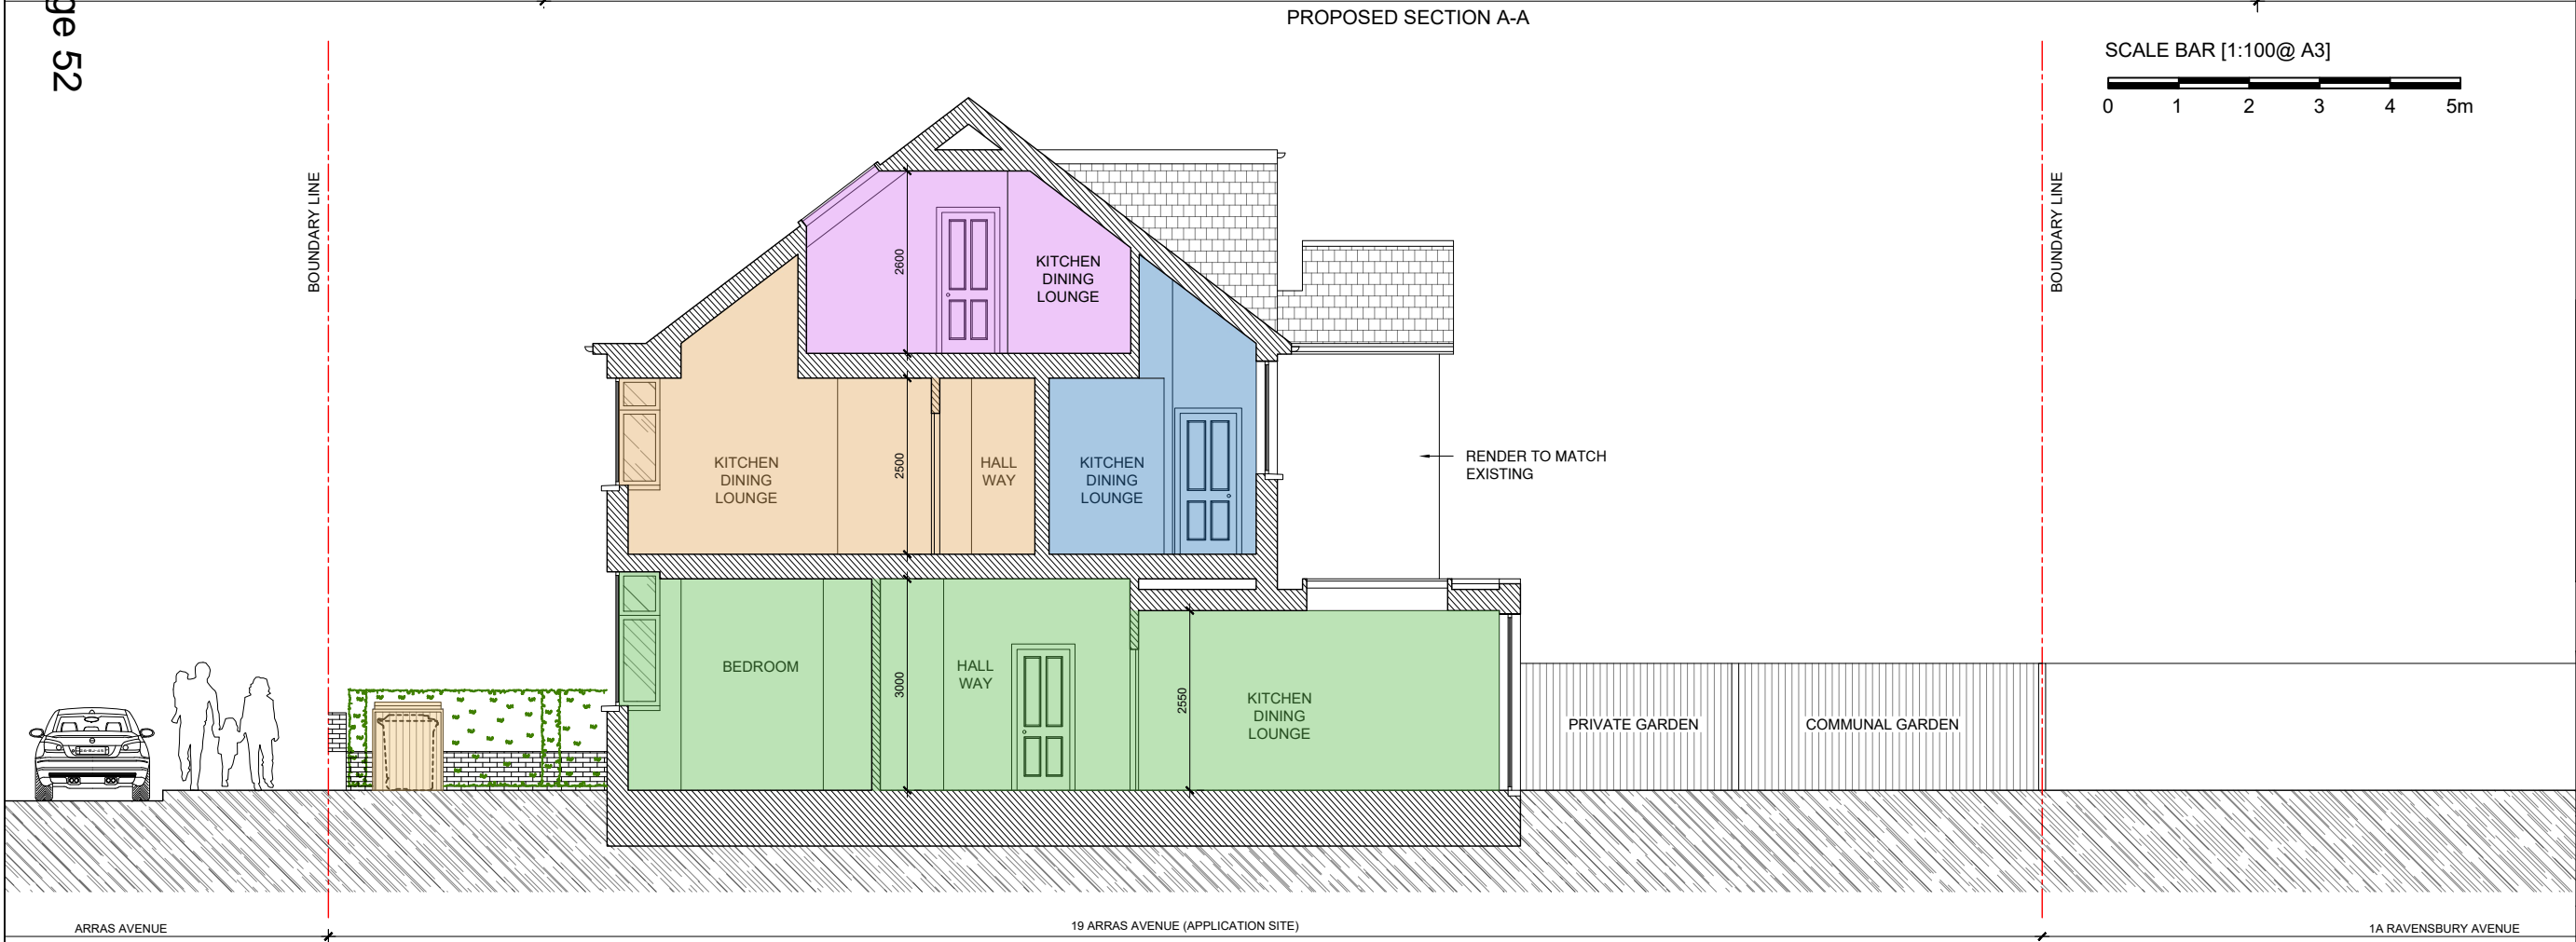 ge 52
PROPOSED SECTION A-A
SCALE BAR [1:100@ A3]
0 1 2 3 4 5m
BOUNDARY LINE
BOUNDARY LINE
2600
KITCHEN
DINING
LOUNGE
KITCHEN
DINING
LOUNGE
2500
HALL
WAY
KITCHEN
DINING
LOUNGE
RENDER TO MATCH
EXISTING
BEDROOM
3000
HALL
WAY
2550
KITCHEN
DINING
LOUNGE
PRIVATE GARDEN
COMMUNAL GARDEN
ARRAS AVENUE
19 ARRAS AVENUE (APPLICATION SITE)
1A RAVENSBURY AVENUE